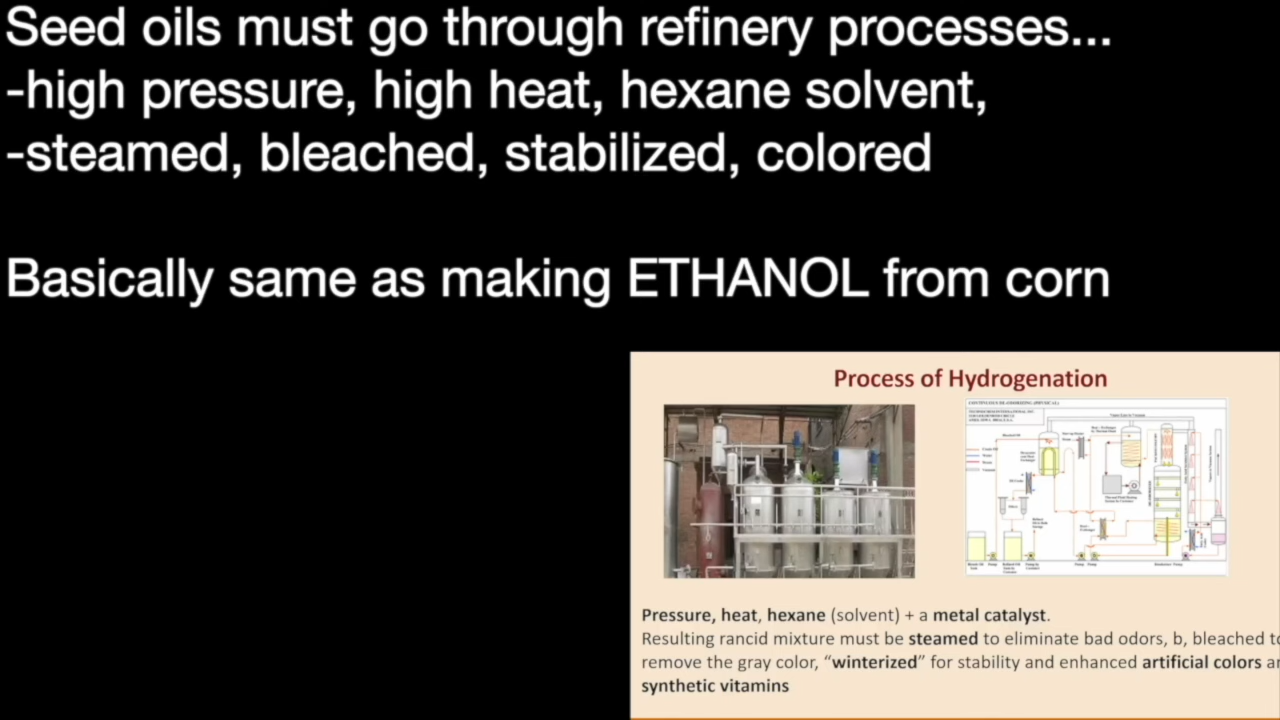 Seed oils must go through refinery processes...
-high pressure, high heat, hexane solvent,
-steamed, bleached, stabilized, colored
Basically same as making ETHANOL from corn
Process of Hydrogenation
Pressure, heat, hexane (solvent) + a metal catalyst.
Resulting rancid mixture must be steamed to eliminate bad odors, b, bleached to
remove the gray color, “winterized” for stability and enhanced artificial colors
synthetic vitamins